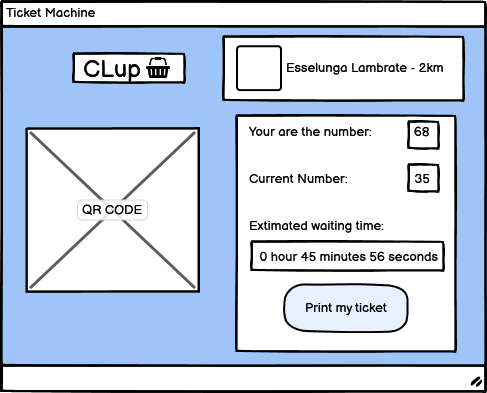 Ticket Machine
CLup
Esselunga Lambrate - 2km
Your are the number:
68
Current Number:
35
QR CODE
Extimated waiting time:
0 hour 45 minutes 56 seconds
Print my ticket